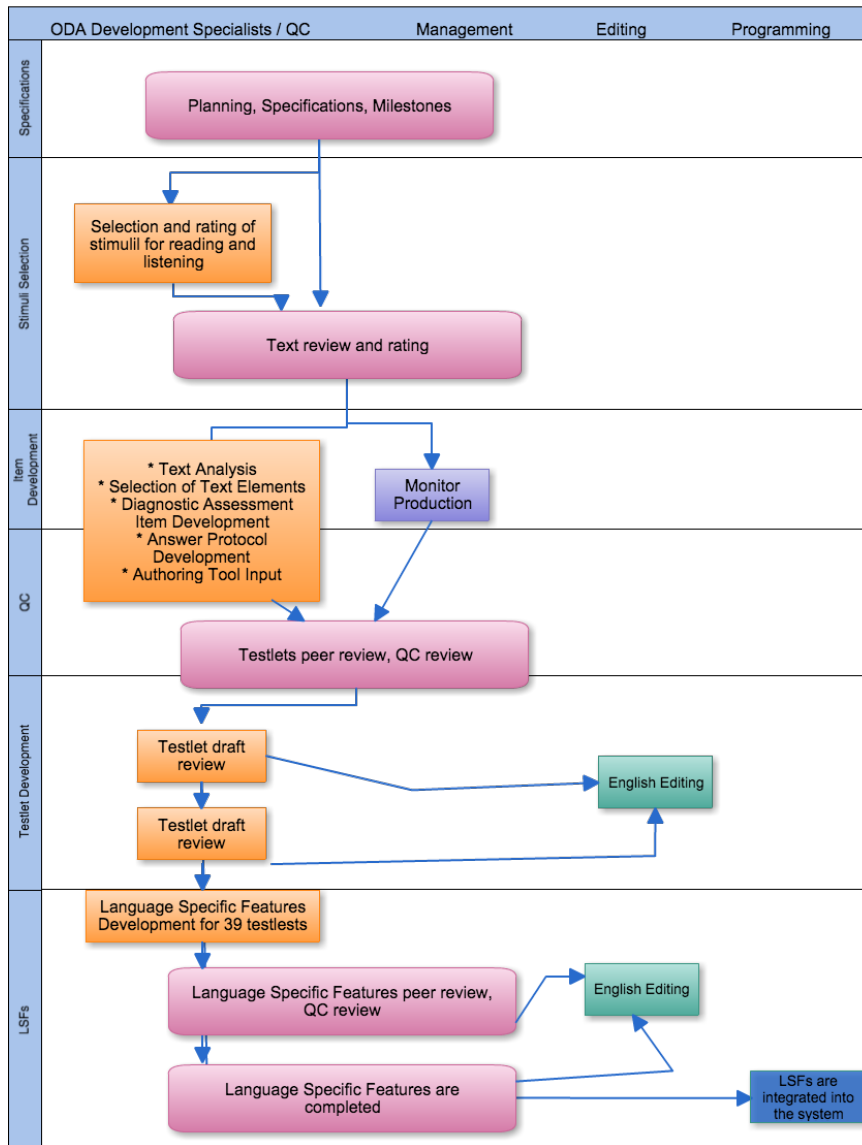 ODA Development Specialists / QC
Management
Editing
Programming
Specifications
Planning, Specifications, Milestones
Stimuli Selection
Selection and rating of
stimulil for reading and
listening
Text review and rating
Item
Development
* Text Analysis
* Selection of Text Elements
* Diagnostic Assessment
Item Development
* Answer Protocol
Development
* Authoring Tool Input
Monitor
Production
QC
Testlets peer review, QC review
Testlet Development
Testlet draft
review
English Editing
Testlet draft
review
LSFs
Language Specific Features
Development for 39 testlests
Language Specific Features peer review,
QC review
English Editing
Language Specific Features are
completed
LSFs are
integrated into
the system